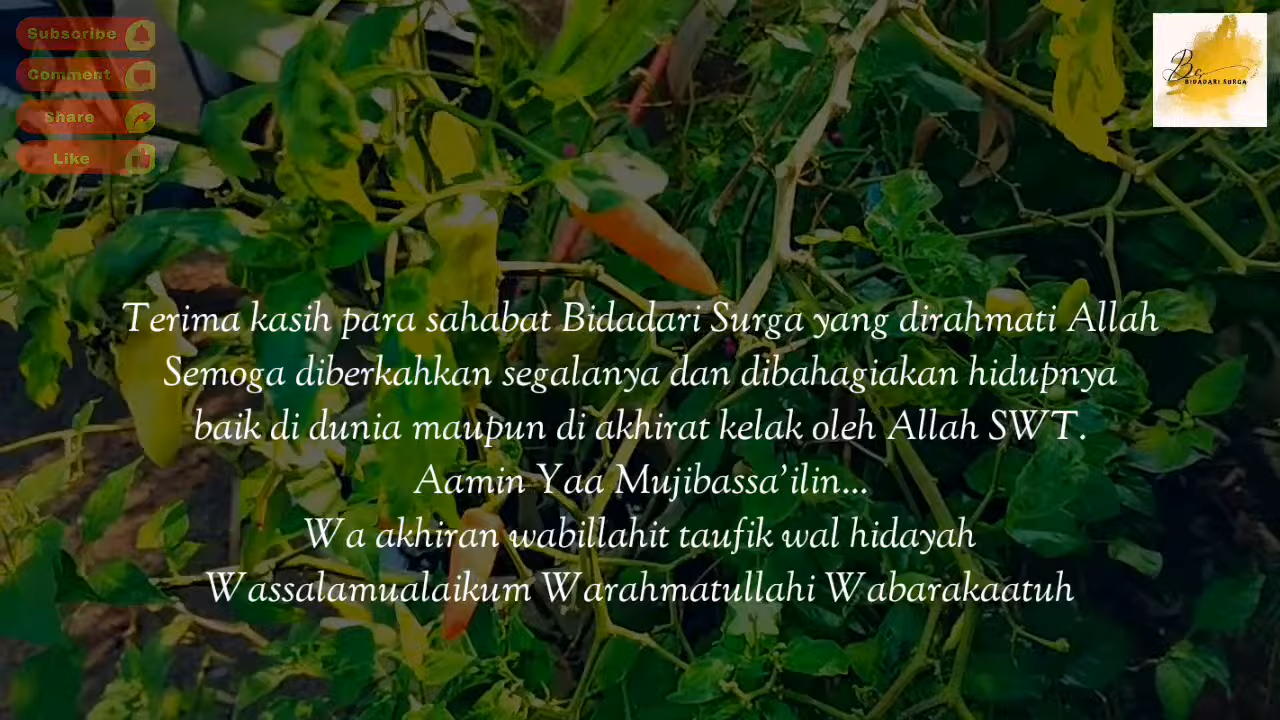 Subscribe
Comment
Share
Like
Bs
BIDADARI SURGA
Terima kasih para sahabat Bidadari Surga yang dirahmati Allah
Semoga diberkahkan segalanya dan dibahagiakan hidupnya
baik di dunia maupun di akhirat kelak oleh Allah SWT.
Aamin Yaa Mujibassa'ilin...
Wa akhiran wabillahit taufik wal hidayah
Wassalamualaikum Warahmatullahi Wabarakaatuh